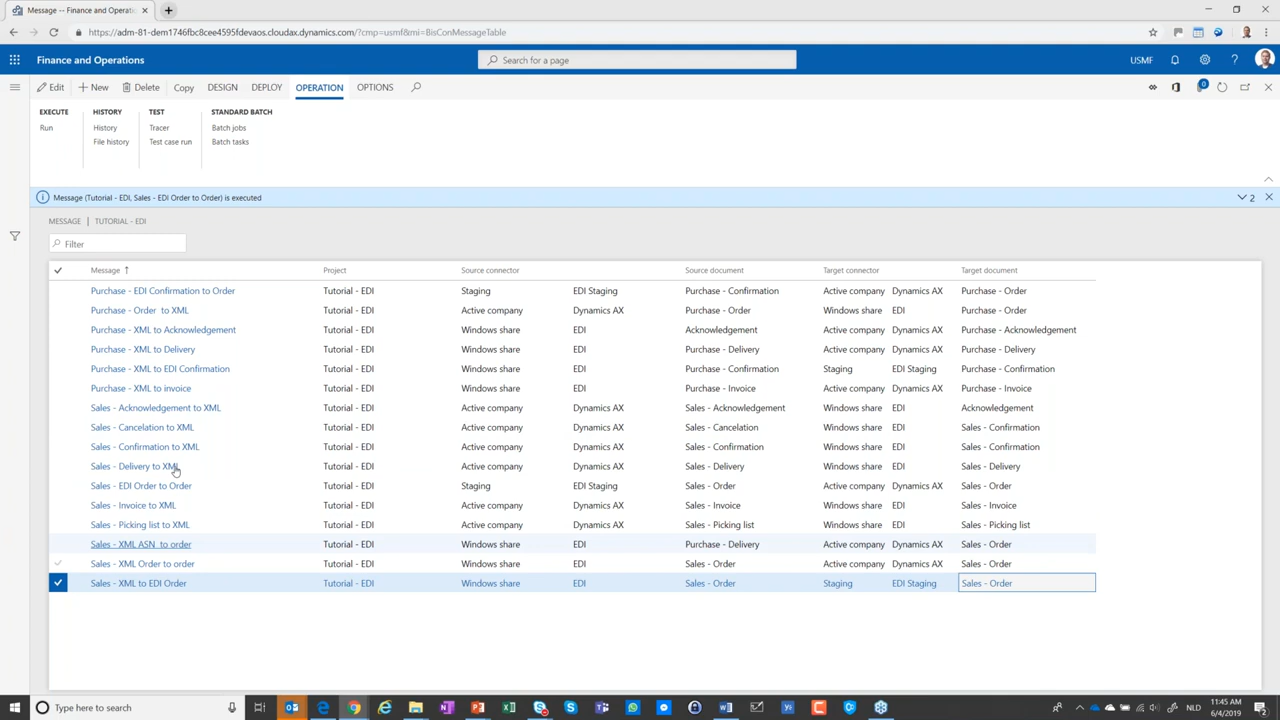 Message -- Finance and Operatio
https://adm-81-dem1746fbc8cee4595fdevaos.cloudax.dynamics.com/?cmp=usmf&mi=BisConMessageTable
Finance and Operations
Search for a page
USMF
Edit New Delete Copy DESIGN DEPLOY OPERATION OPTIONS
0
EXECUTE HISTORY TEST STANDARD BATCH
Run History Tracer Batch jobs
File history Test case run Batch tasks
Message (Tutorial - EDI, Sales - EDI Order to Order) is executed
2
MESSAGE | TUTORIAL - EDI
Filter
Message Project Source connector Source document Target connector Target document
Purchase - EDI Confirmation to Order Tutorial - EDI Staging EDI Staging Purchase - Confirmation Active company Dynamics AX Purchase - Order
Purchase - Order to XML Tutorial - EDI Active company Dynamics AX Purchase - Order Windows share EDI Purchase - Order
Purchase - XML to Acknowledgement Tutorial - EDI Windows share EDI Acknowledgement Active company Dynamics AX Purchase - Acknowledgement
Purchase - XML to Delivery Tutorial - EDI Windows share EDI Purchase - Delivery Active company Dynamics AX Purchase - Delivery
Purchase - XML to EDI Confirmation Tutorial - EDI Windows share EDI Purchase - Confirmation Staging EDI Staging Purchase - Confirmation
Purchase - XML to invoice Tutorial - EDI Windows share EDI Purchase - Invoice Active company Dynamics AX Purchase - Invoice
Sales - Acknowledgement to XML Tutorial - EDI Active company Dynamics AX Sales - Acknowledgement Windows share EDI Acknowledgement
Sales - Cancelation to XML Tutorial - EDI Active company Dynamics AX Sales - Cancelation Windows share EDI Sales - Confirmation
Sales - Confirmation to XML Tutorial - EDI Active company Dynamics AX Sales - Confirmation Windows share EDI Sales - Confirmation
Sales - Delivery to XML Tutorial - EDI Active company Dynamics AX Sales - Delivery Windows share EDI Sales - Delivery
Sales - EDI Order to Order Tutorial - EDI Staging EDI Staging Sales - Order Active company Dynamics AX Sales - Order
Sales - Invoice to XML Tutorial - EDI Active company Dynamics AX Sales - Invoice Windows share EDI Sales - Invoice
Sales - Picking list to XML Tutorial - EDI Active company Dynamics AX Sales - Picking list Windows share EDI Sales - Picking list
Sales - XML ASN to order Tutorial - EDI Windows share EDI Purchase - Delivery Active company Dynamics AX Sales - Order
Sales - XML Order to order Tutorial - EDI Windows share EDI Sales - Order Active company Dynamics AX Sales - Order
Sales - XML to EDI Order Tutorial - EDI Windows share EDI Sales - Order Staging EDI Staging Sales - Order
Type here to search
NLD
11:45 AM
6/4/2019
2